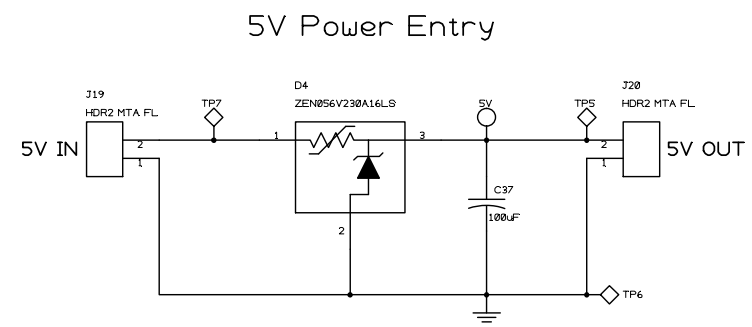 5V Power Entry
J19
HDR2 MTA FL
TP7
D4
ZEN056V230A16LS
5V
TP5
J20
HDR2 MTA FL
5V IN
2
1
1
3
2
1
5V OUT
C37
100uF
2
TP6